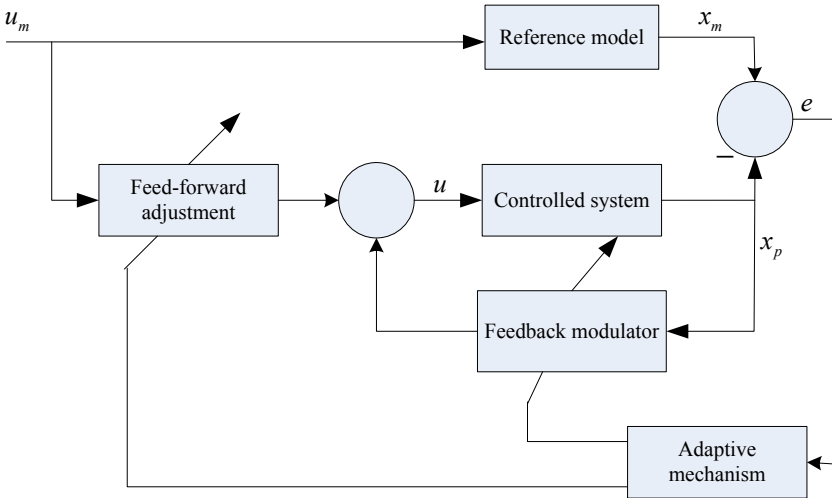 u_m
Reference model
x_m
e
−
Feed-forward
adjustment
u
Controlled system
x_p
Feedback modulator
Adaptive
mechanism